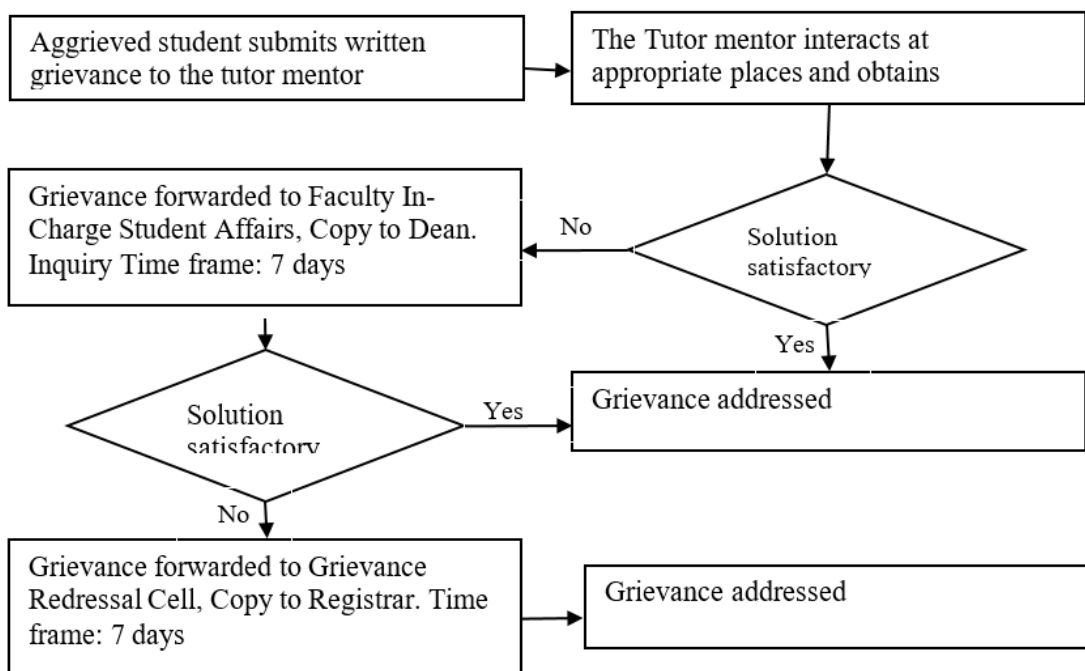 Aggrieved student submits written
grievance to the tutor mentor
The Tutor mentor interacts at
appropriate places and obtains
Grievance forwarded to Faculty In-
Charge Student Affairs, Copy to Dean.
Inquiry Time frame: 7 days
No
Solution
satisfactory
Yes
Solution
satisfactory
Yes
Grievance addressed
No
Grievance forwarded to Grievance
Redressal Cell, Copy to Registrar. Time
frame: 7 days
Grievance addressed